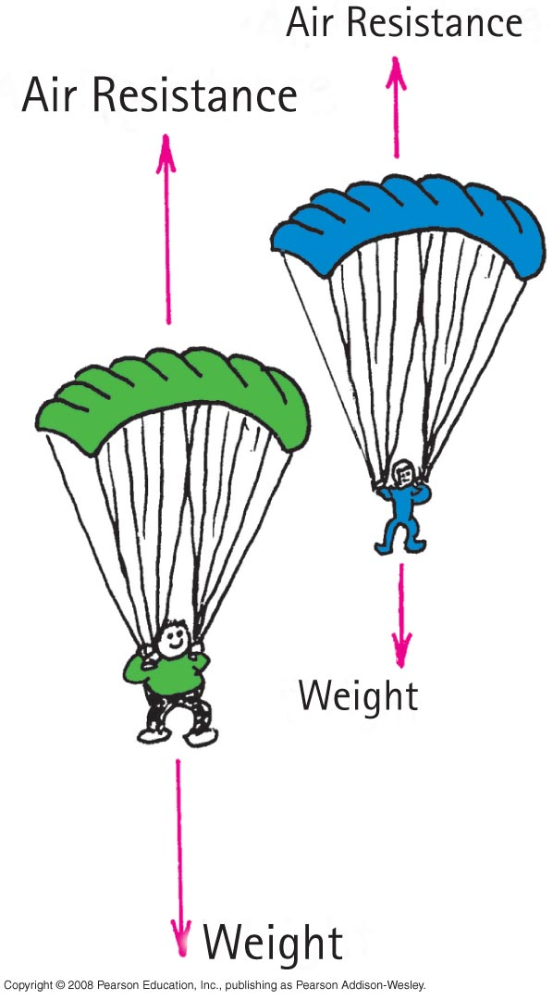 Air Resistance
Air Resistance
Weight
Weight
Copyright © 2008 Pearson Education, Inc., publishing as Pearson Addison-Wesley.